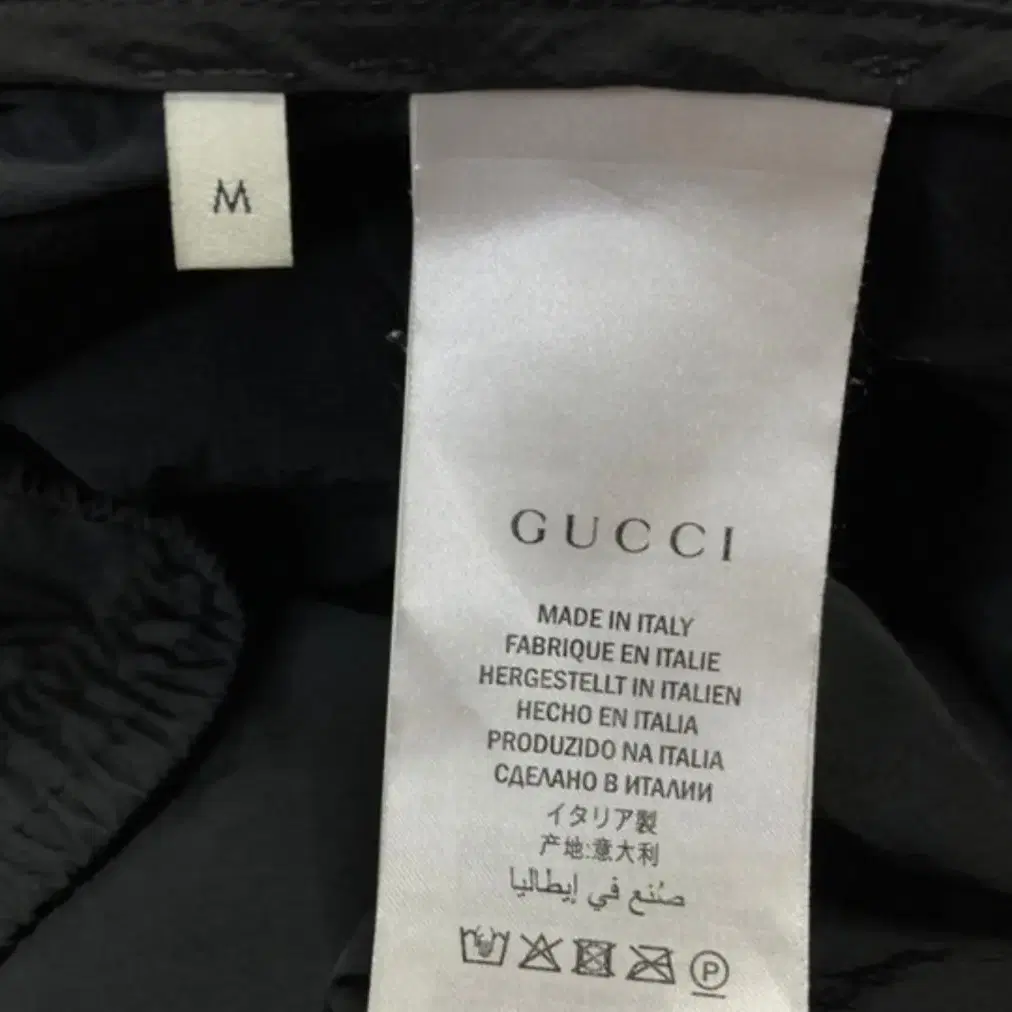 M
GUCCI
MADE IN ITALY
FABRIQUE EN ITALIE
HERGESTELLT IN ITALIEN
HECHO EN ITALIA
PRODUZIDO NA ITALIA
СДЕЛАНО В ИТАЛИИ
イタリア製
产地:意大利
صُنع في إيطاليا
P